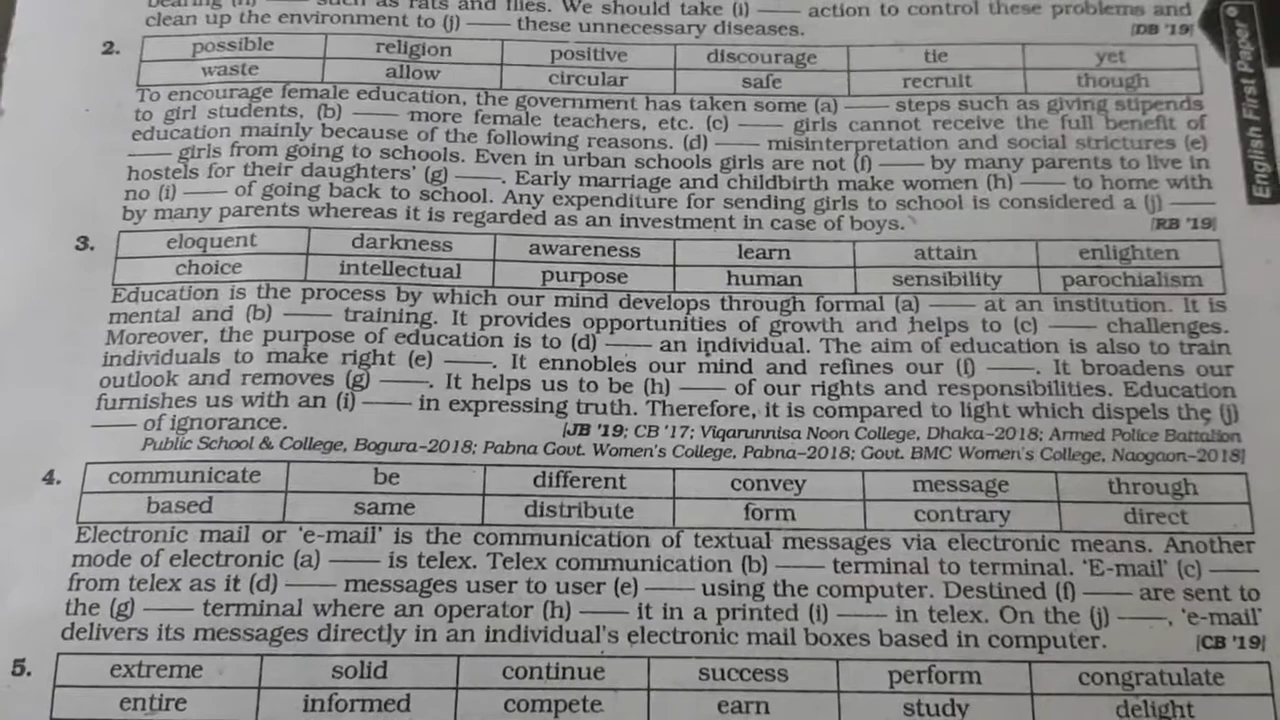 such as rats and flies. We should take (i) —— action to control these problems and
clean up the environment to (j) —— these unnecessary diseases. [DB '19]
2. possible religion positive discourage tie yet
waste allow circular safe recruit though
To encourage female education, the government has taken some (a) —— steps such as giving stipends
to girl students, (b) —— more female teachers, etc. (c) —— girls cannot receive the full benefit of
education mainly because of the following reasons. (d) —— misinterpretation and social strictures (e)
—— girls from going to schools. Even in urban schools girls are not (f) —— by many parents to live in
hostels for their daughters' (g) ——. Early marriage and childbirth make women (h) —— to home with
no (i) —— of going back to school. Any expenditure for sending girls to school is considered a (j) ——
by many parents whereas it is regarded as an investment in case of boys. [RB '19]
3. eloquent darkness awareness learn attain enlighten
choice intellectual purpose human sensibility parochialism
Education is the process by which our mind develops through formal (a) —— at an institution. It is
mental and (b) —— training. It provides opportunities of growth and helps to (c) —— challenges.
Moreover, the purpose of education is to (d) —— an individual. The aim of education is also to train
individuals to make right (e) ——. It ennobles our mind and refines our (f) ——. It broadens our
outlook and removes (g) ——. It helps us to be (h) —— of our rights and responsibilities. Education
furnishes us with an (i) —— in expressing truth. Therefore, it is compared to light which dispels the (j)
—— of ignorance. [JB '19; CB '17; Viqarunnisa Noon College, Dhaka-2018; Armed Police Battalion
Public School & College, Bogura-2018; Pabna Govt. Women's College, Pabna-2018; Govt. BMC Women's College, Naogaon-2018]
4. communicate be different convey message through
based same distribute form contrary direct
Electronic mail or 'e-mail' is the communication of textual messages via electronic means. Another
mode of electronic (a) —— is telex. Telex communication (b) —— terminal to terminal. 'E-mail' (c) ——
from telex as it (d) —— messages user to user (e) —— using the computer. Destined (f) —— are sent to
the (g) —— terminal where an operator (h) —— it in a printed (i) —— in telex. On the (j) ——, 'e-mail'
delivers its messages directly in an individual's electronic mail boxes based in computer. [CB '19]
5. extreme solid continue success perform congratulate
entire informed compete earn study delight
English First Paper